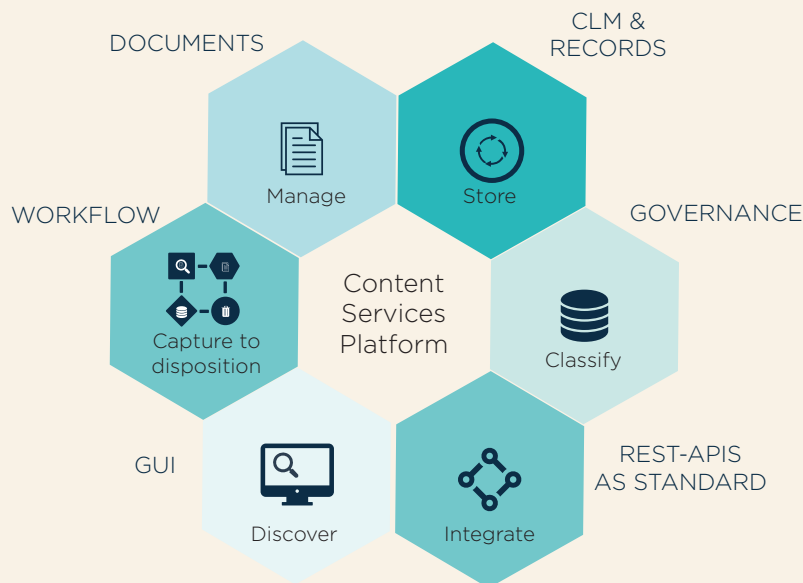 DOCUMENTS
CLM &
RECORDS
Manage
Store
WORKFLOW
GOVERNANCE
Content
Services
Platform
Capture to
disposition
Classify
GUI
REST-APIS
AS STANDARD
Discover
Integrate